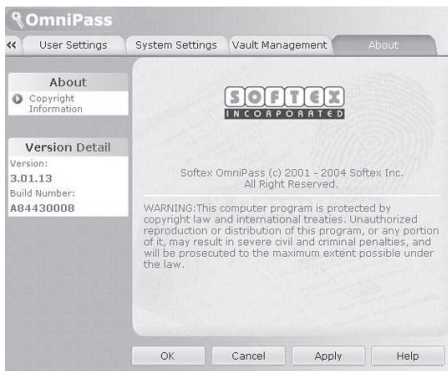 OmniPass
User Settings System Settings Vault Management About
About
Copyright
Information
Version Detail
Version:
3.01.13
Build Number:
A84430008
SOFTEX
INCORPORATED
Softex OmniPass (c) 2001 - 2004 Softex Inc.
All Right Reserved.
WARNING:This computer program is protected by
copyright law and international treaties. Unauthorized
reproduction or distribution of this program, or any portion
of it, may result in severe civil and criminal penalties, and
will be prosecuted to the maximum extent possible under
the law.
OK Cancel Apply Help